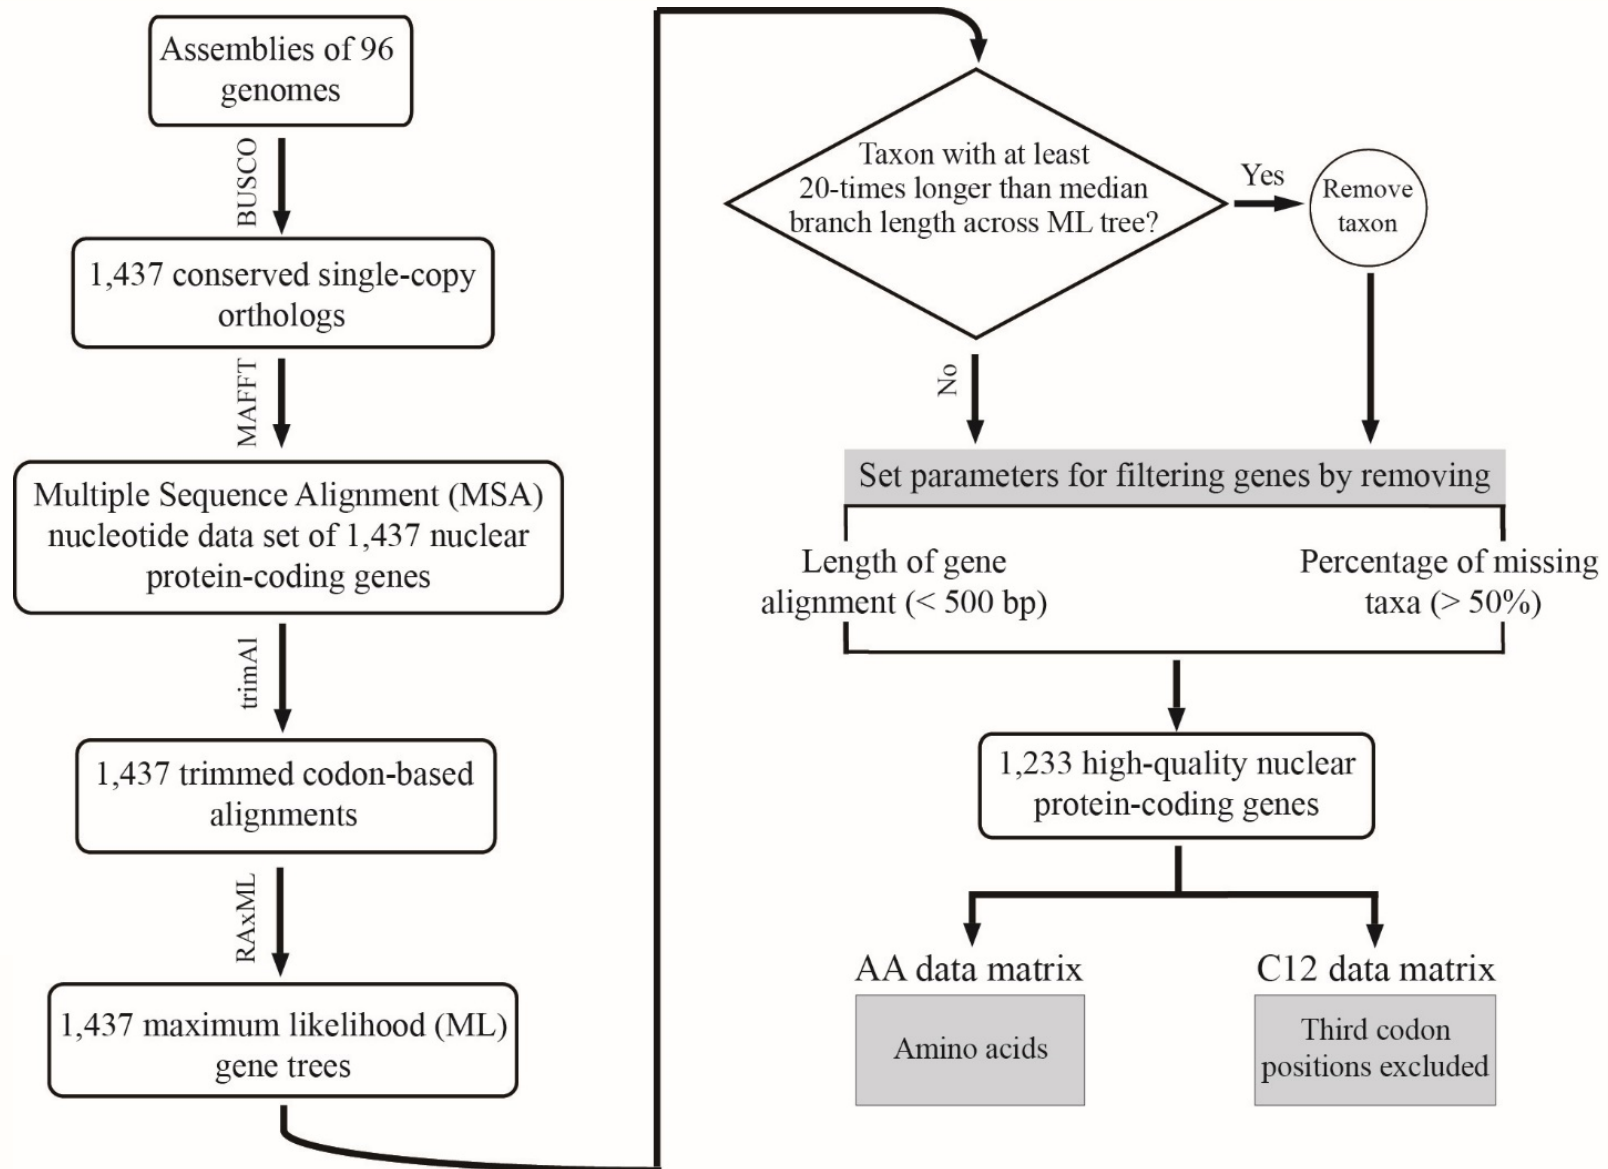 Assemblies of 96
genomes
BUSCO
1,437 conserved single-copy
orthologs
MAFFT
Multiple Sequence Alignment (MSA)
nucleotide data set of 1,437 nuclear
protein-coding genes
trimAl
1,437 trimmed codon-based
alignments
RAxML
1,437 maximum likelihood (ML)
gene trees
Taxon with at least
20-times longer than median
branch length across ML tree?
Yes
Remove
taxon
No
Set parameters for filtering genes by removing
Length of gene
alignment (< 500 bp)
Percentage of missing
taxa (> 50%)
1,233 high-quality nuclear
protein-coding genes
AA data matrix
Amino acids
C12 data matrix
Third codon
positions excluded